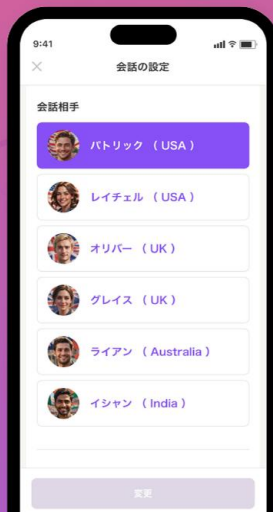 9:41
会話の設定
会話相手
パトリック （ USA ）
レイチェル （ USA ）
オリバー （ UK ）
グレイス （ UK ）
ライアン （ Australia ）
イシャン （ India ）
変更